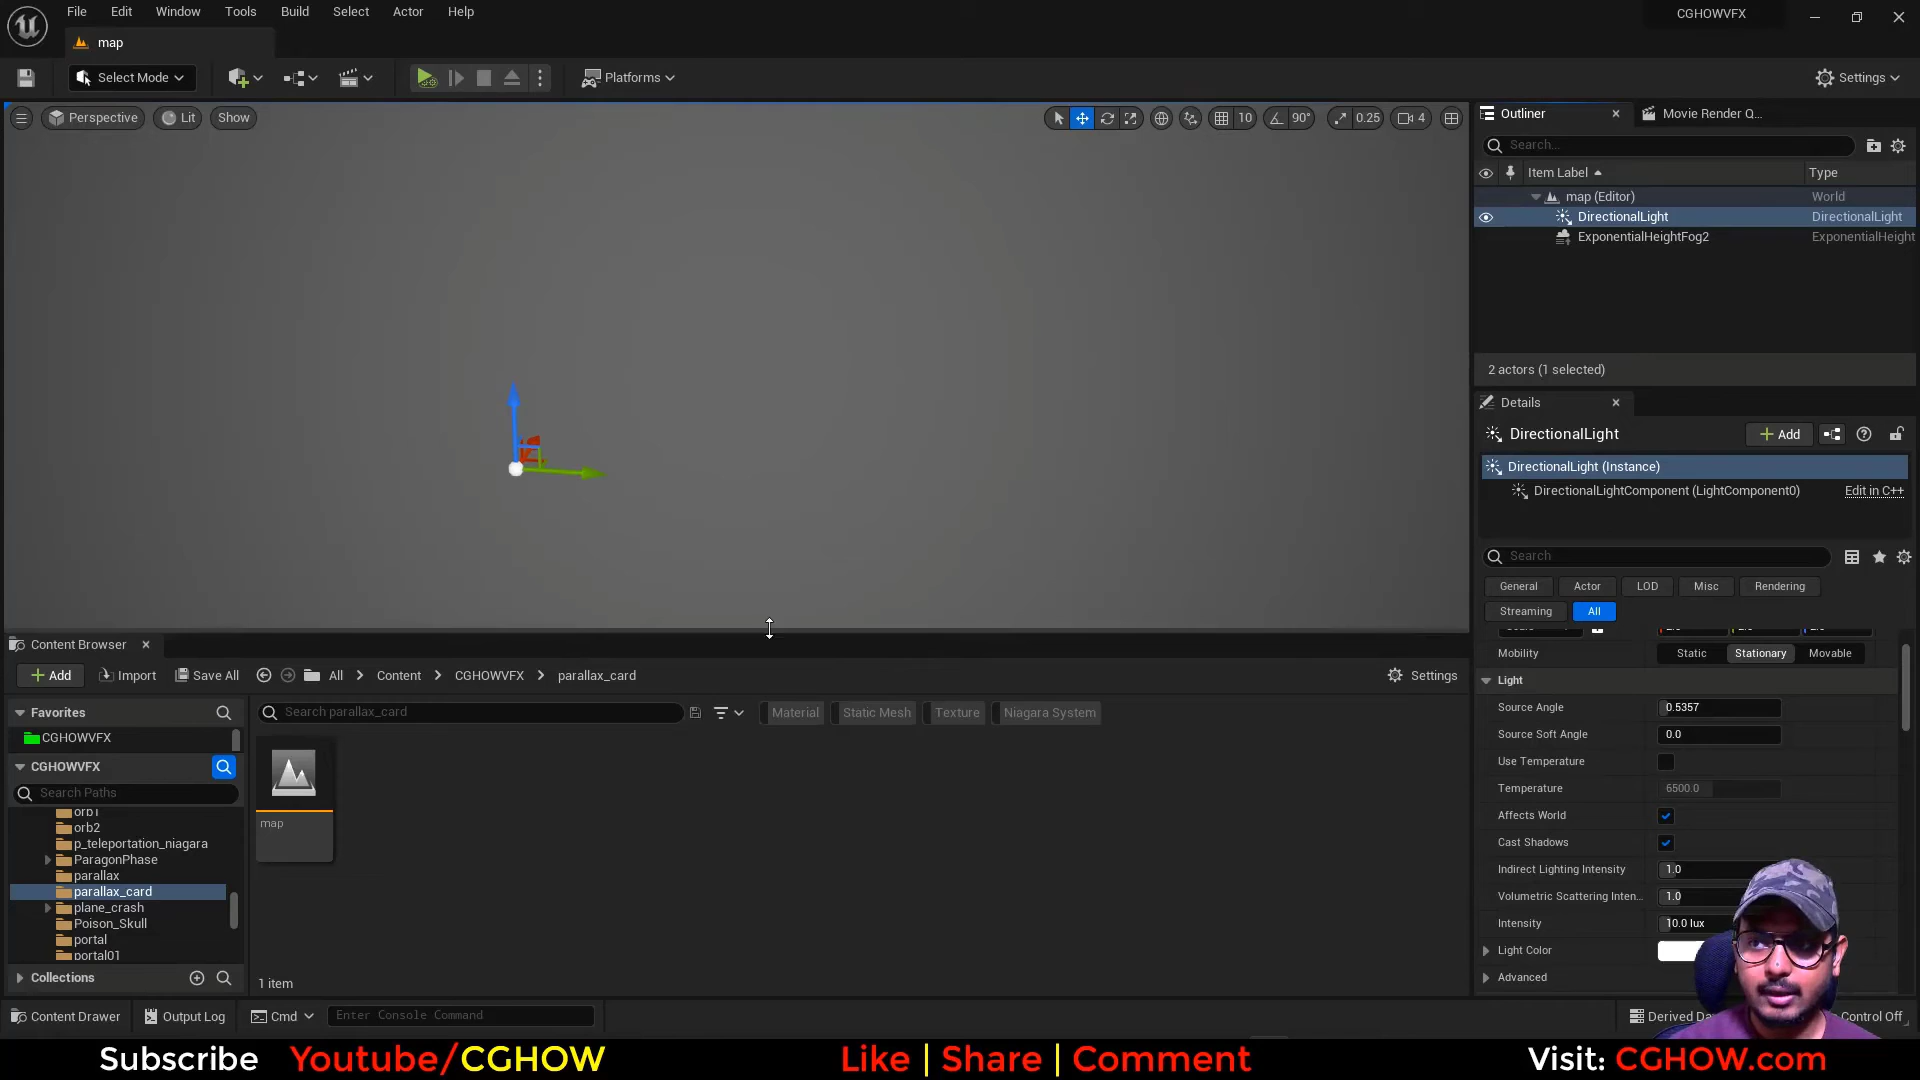 File Edit Window Tools Build Select Actor Help
CGHOWVFX
map
Select Mode
Platforms
Settings
Perspective Lit Show
10 90° 0.25 4
Outliner
Movie Render Q...
Search...
Item Label Type
map (Editor) World
DirectionalLight DirectionalLight
ExponentialHeightFog2 ExponentialHeight
2 actors (1 selected)
Details
DirectionalLight
Add
DirectionalLight (Instance)
DirectionalLightComponent (LightComponent0) Edit in C++
Search
General Actor LOD Misc Rendering
Streaming All
Mobility Static Stationary Movable
Light
Source Angle 0.5357
Source Soft Angle 0.0
Use Temperature
Temperature 6500.0
Affects World
Cast Shadows
Indirect Lighting Intensity 1.0
Volumetric Scattering Inten... 1.0
Intensity 10.0 lux
Light Color
Advanced
Content Browser
Add Import Save All All Content CGHOWVFX parallax_card Settings
Favorites
CGHOWVFX
CGHOWVFX
Search Paths
orb1
orb2
p_teleportation_niagara
ParagonPhase
parallax
parallax_card
plane_crash
Poison_Skull
portal
portal01
Collections
Search parallax_card
Material Static Mesh Texture Niagara System
map
1 item
Content Drawer Output Log Cmd Enter Console Command
Derived Da
Control Off
Subscribe Youtube/CGHOW Like | Share | Comment Visit: CGHOW.com